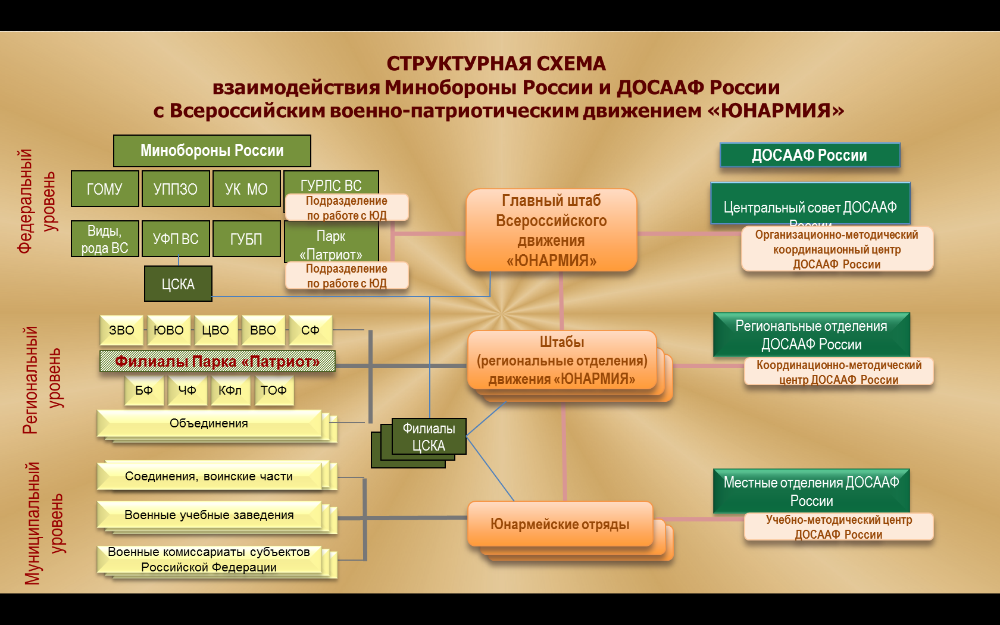 СТРУКТУРНАЯ СХЕМА
взаимодействия Минобороны России и ДОСААФ России
с Всероссийским военно-патриотическим движением «ЮНАРМИЯ»
Федеральный
уровень
Минобороны России
ГОМУ
УППЗО
УК МО
ГУРЛС ВС
Подразделение
по работе с ЮД
Виды,
рода ВС
УФП ВС
ГУБП
Парк
«Патриот»
Подразделение
по работе с ЮД
ЦСКА
Главный штаб
Всероссийского
движения
«ЮНАРМИЯ»
ДОСААФ России
Центральный совет ДОСААФ
России
Организационно-методический
координационный центр
ДОСААФ России
Региональный
уровень
ЗВО
ЮВО
ЦВО
ВВО
СФ
Филиалы Парка «Патриот»
БФ
ЧФ
КФл
ТОФ
Объединения
Филиалы
ЦСКА
Штабы
(региональные отделения)
движения «ЮНАРМИЯ»
Региональные отделения
ДОСААФ России
Координационно-методический
центр ДОСААФ России
Муниципальный
уровень
Соединения, воинские части
Военные учебные заведения
Военные комиссариаты субъектов
Российской Федерации
Юнармейские отряды
Местные отделения ДОСААФ
России
Учебно-методический центр
ДОСААФ России